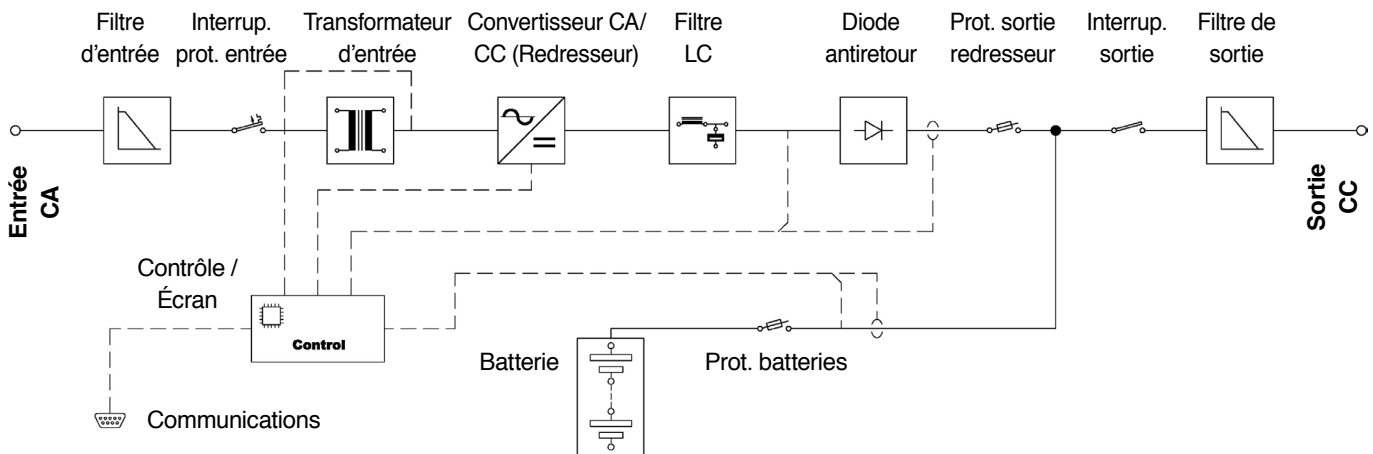 Filtre
d’entrée
Interrup.
prot. entrée
Transformateur
d’entrée
Convertisseur CA/
CC (Redresseur)
Filtre
LC
Diode
antiretour
Prot. sortie
redresseur
Interrup.
sortie
Filtre de
sortie
Entrée
CA
Sortie
CC
Contrôle /
Écran
Control
Batterie
Prot. batteries
Communications